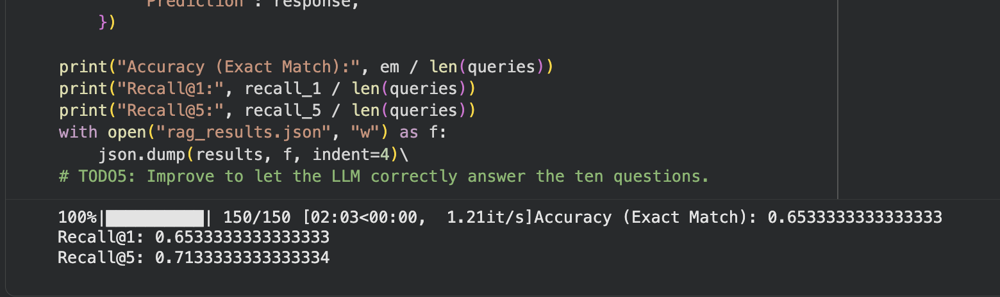 "Prediction": response,
})
print("Accuracy (Exact Match):", em / len(queries))
print("Recall@1:", recall_1 / len(queries))
print("Recall@5:", recall_5 / len(queries))
with open("rag_results.json", "w") as f:
json.dump(results, f, indent=4)\
# TODO5: Improve to let the LLM correctly answer the ten questions.
100%|██████████| 150/150 [02:03<00:00,  1.21it/s]Accuracy (Exact Match): 0.6533333333333333
Recall@1: 0.6533333333333333
Recall@5: 0.7133333333333334